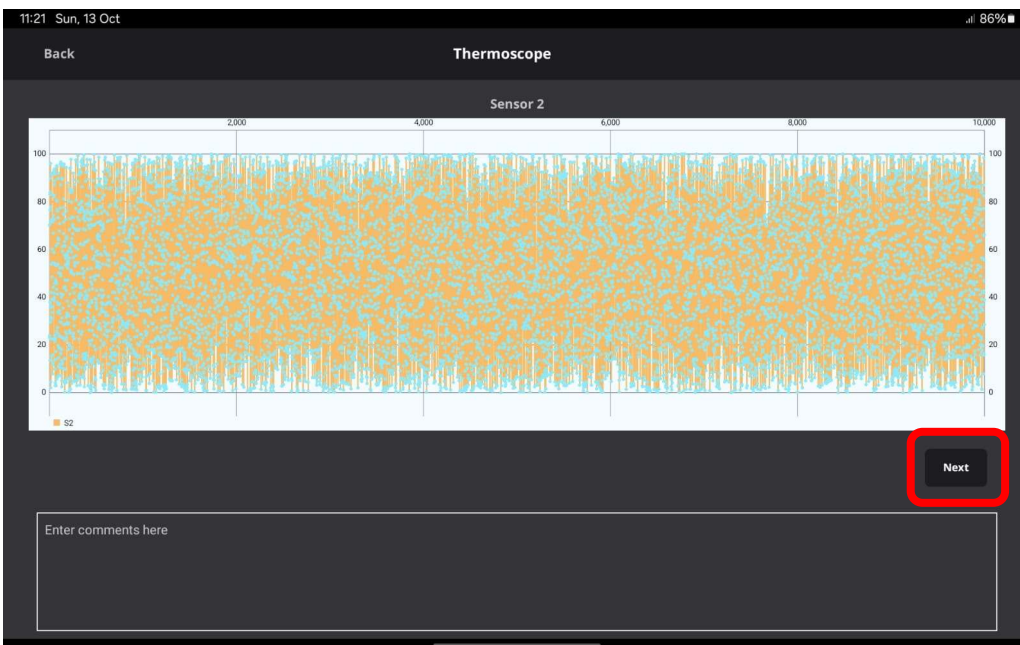 11:21 Sun, 13 Oct 86%
Back Thermoscope
Sensor 2
2,000 4,000 6,000 8,000 10,000
100 100
80 80
60 60
40 40
20 20
0 0
S2
Next
Enter comments here